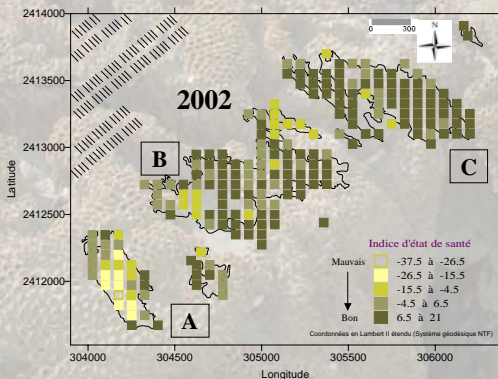 2414000
2413500
2413000
2412500
2412000
Latitude
304000
304500
305000
305500
306000
Longitude
2002
A
B
C
0
300
N
Indice d'état de santé
Mauvais
Bon
-37.5 à -26.5
-26.5 à -15.5
-15.5 à -4.5
-4.5 à 6.5
6.5 à 21
Coordonnées en Lambert II étendu (Système géodésique NTF)